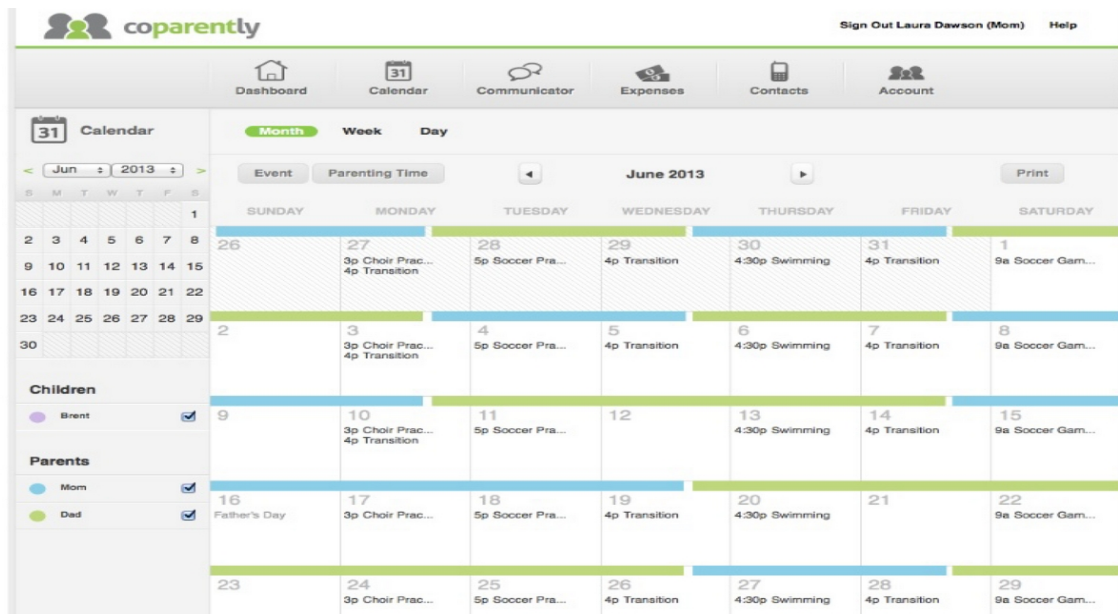 coparently
Sign Out Laura Dawson (Mom) Help
Dashboard Calendar Communicator Expenses Contacts Account
31
31 Calendar
Month Week Day
< Jun 2013 >
Event Parenting Time June 2013 Print
S M T W T F S
1
2 3 4 5 6 7 8
9 10 11 12 13 14 15
16 17 18 19 20 21 22
23 24 25 26 27 28 29
30
Children
Brent
Parents
Mom
Dad
SUNDAY MONDAY TUESDAY WEDNESDAY THURSDAY FRIDAY SATURDAY
26 27 28 29 30 31 1
3p Choir Prac... 5p Soccer Pra... 4p Transition 4:30p Swimming 4p Transition 9a Soccer Gam...
4p Transition
2 3 4 5 6 7 8
3p Choir Prac... 5p Soccer Pra... 4p Transition 4:30p Swimming 4p Transition 9a Soccer Gam...
4p Transition
9 10 11 12 13 14 15
3p Choir Prac... 5p Soccer Pra... 4:30p Swimming 4p Transition 9a Soccer Gam...
4p Transition
16 17 18 19 20 21 22
Father's Day 3p Choir Prac... 5p Soccer Pra... 4p Transition 4:30p Swimming 9a Soccer Gam...
23 24 25 26 27 28 29
3p Choir Prac... 5p Soccer Pra... 4p Transition 4:30p Swimming 4p Transition 9a Soccer Gam...